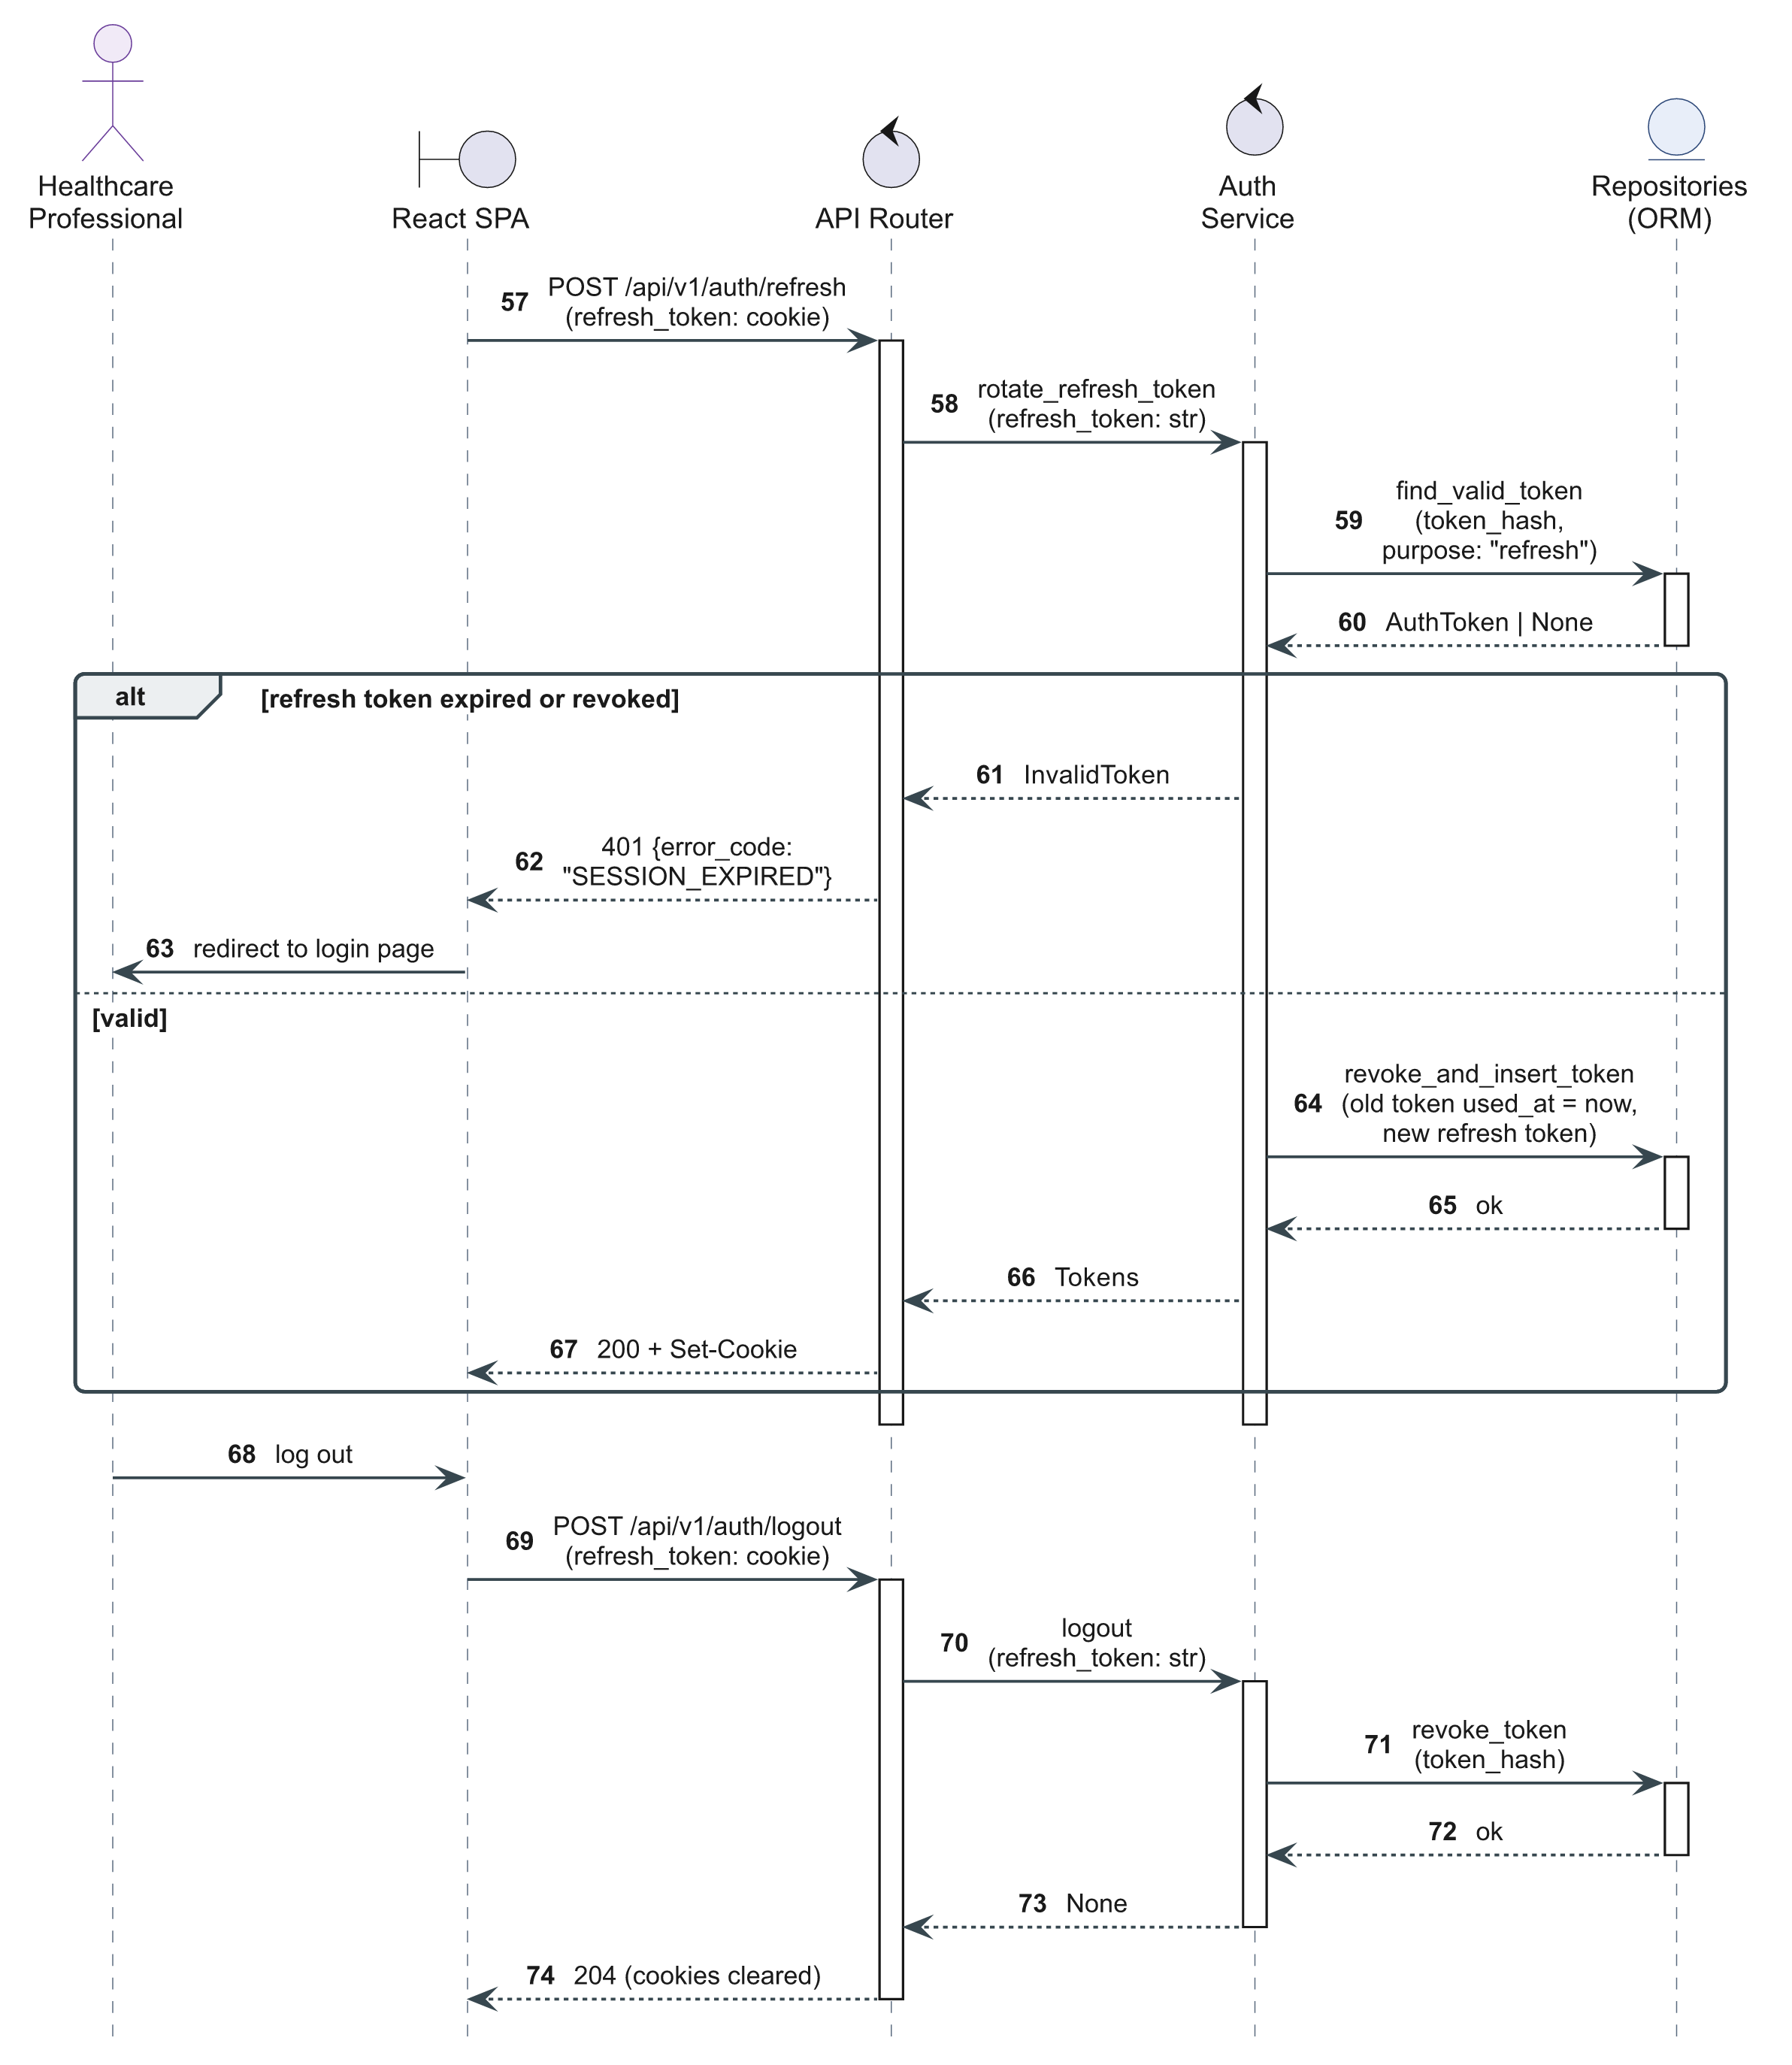 Healthcare
Professional
React SPA
API Router
Auth
Service
Repositories
(ORM)
57 POST /api/v1/auth/refresh
(refresh_token: cookie)
58 rotate_refresh_token
(refresh_token: str)
59 find_valid_token
(token_hash,
purpose: "refresh")
60 AuthToken | None
alt [refresh token expired or revoked]
61 InvalidToken
62 401 {error_code:
"SESSION_EXPIRED"}
63 redirect to login page
[valid]
64 revoke_and_insert_token
(old token used_at = now,
new refresh token)
65 ok
66 Tokens
67 200 + Set-Cookie
68 log out
69 POST /api/v1/auth/logout
(refresh_token: cookie)
70 logout
(refresh_token: str)
71 revoke_token
(token_hash)
72 ok
73 None
74 204 (cookies cleared)